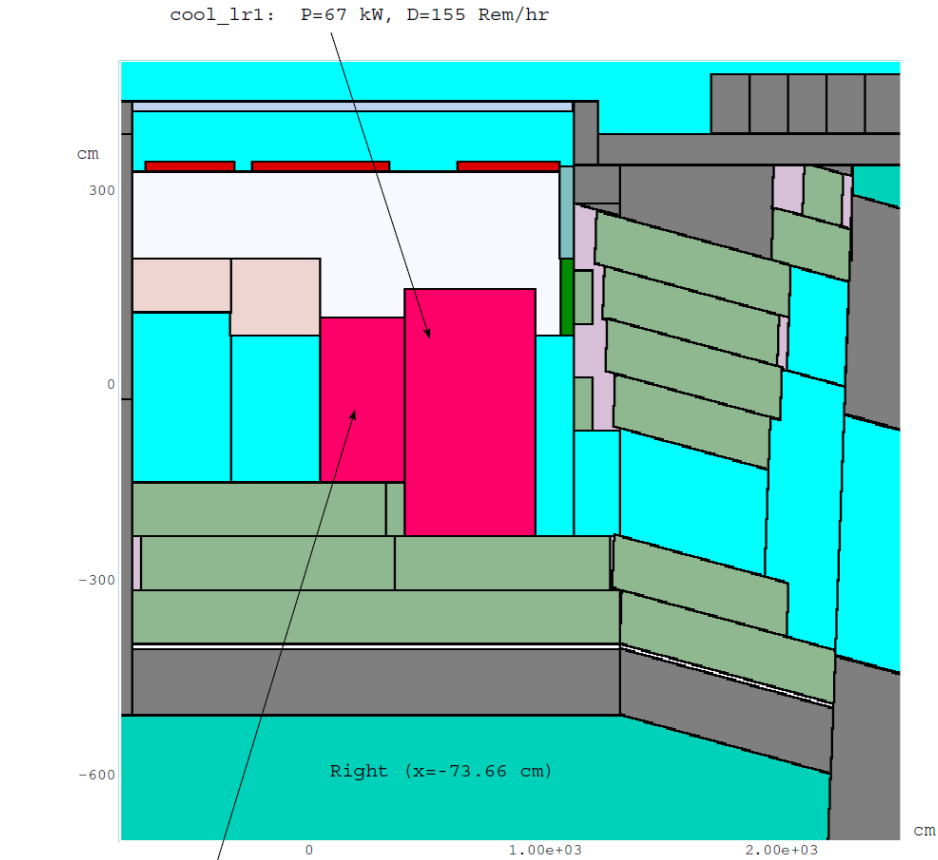 cool_lr1:  P=67 kW, D=155 Rem/hr
cm
300
0
-300
-600
Right (x=-73.66 cm)
cm
0
1.00e+03
2.00e+03